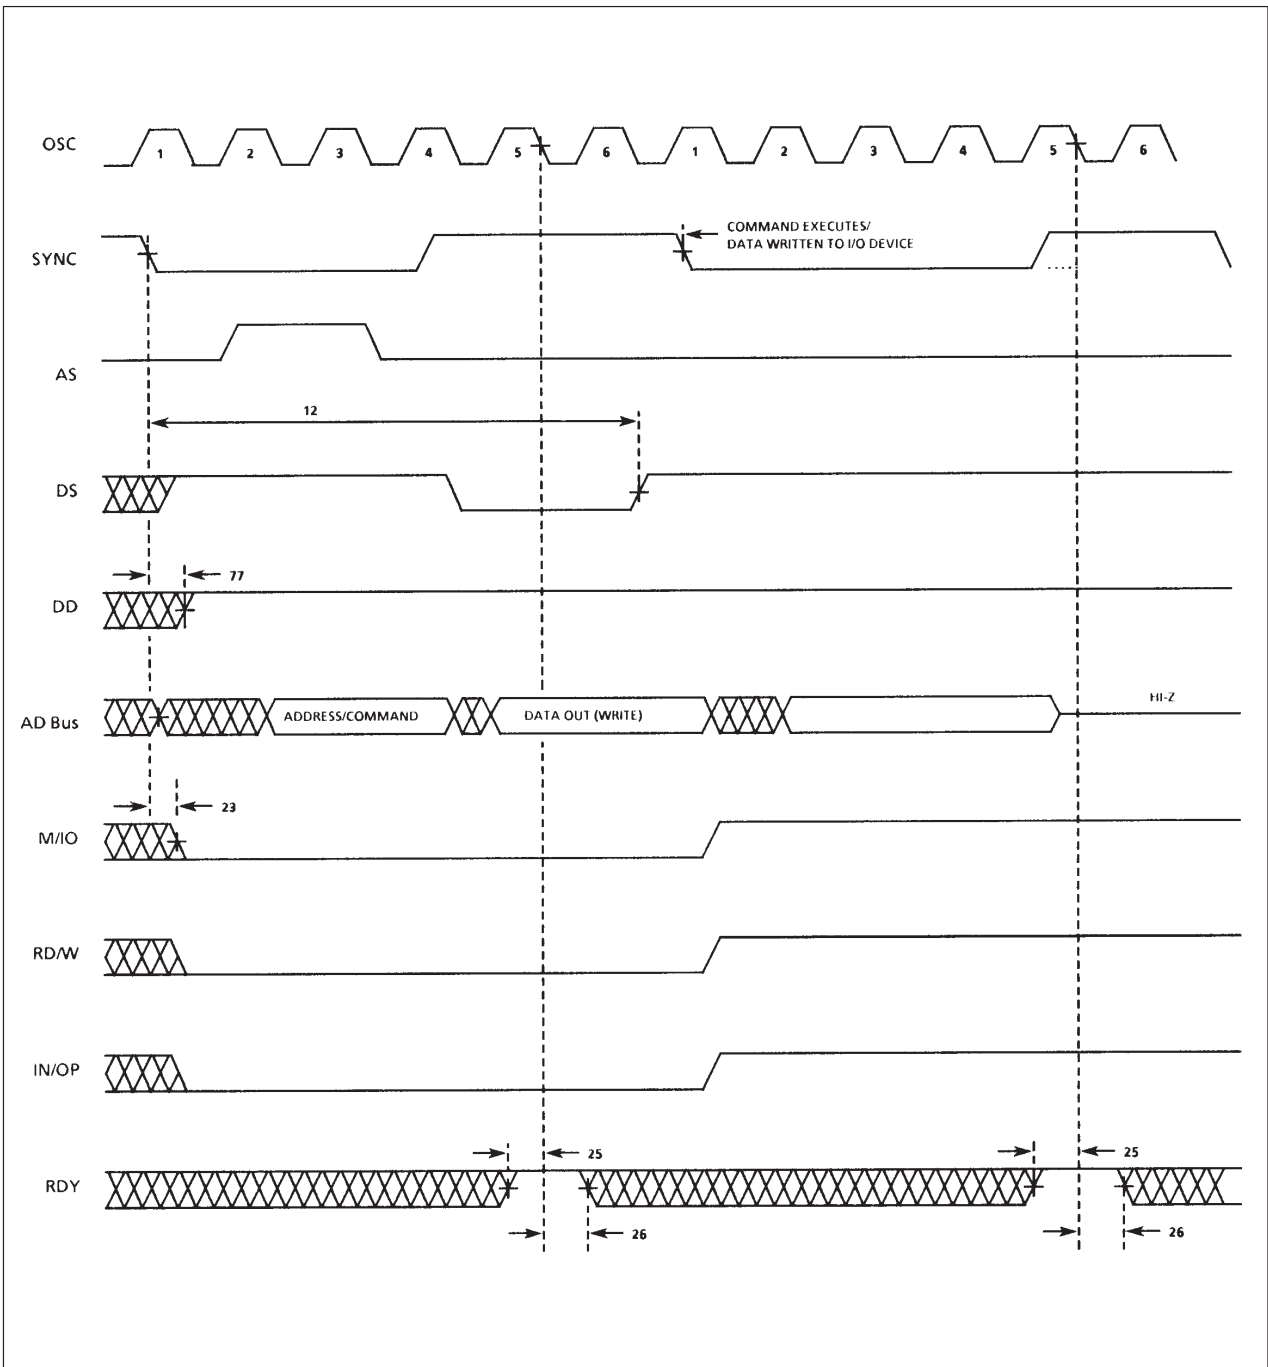 OSC
1 2 3 4 5 6 1 2 3 4 5 6
COMMAND EXECUTES/
DATA WRITTEN TO I/O DEVICE
SYNC
AS
12
DS
77
DD
HI-Z
AD Bus
ADDRESS/COMMAND
DATA OUT (WRITE)
23
M/IO
RD/W
IN/OP
25
25
RDY
26
26